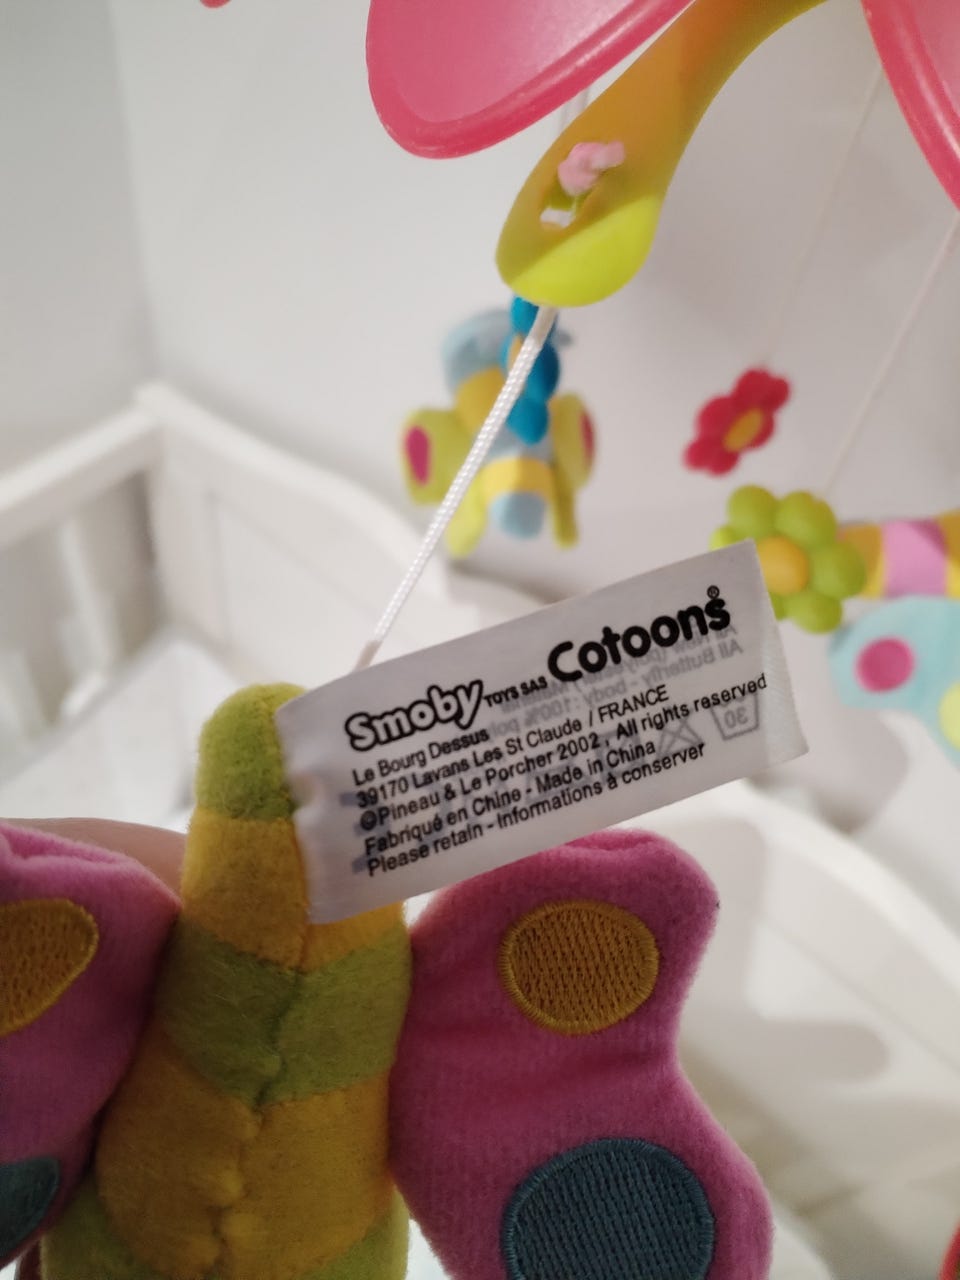 Smoby TOYS SAS Cotoons®
Le Bourg Dessus
39170 Lavans Les St Claude / FRANCE
©Pineau & Le Porcher 2002 , All rights reserved
Fabriqué en Chine - Made in China
Please retain - Informations à conserver
30